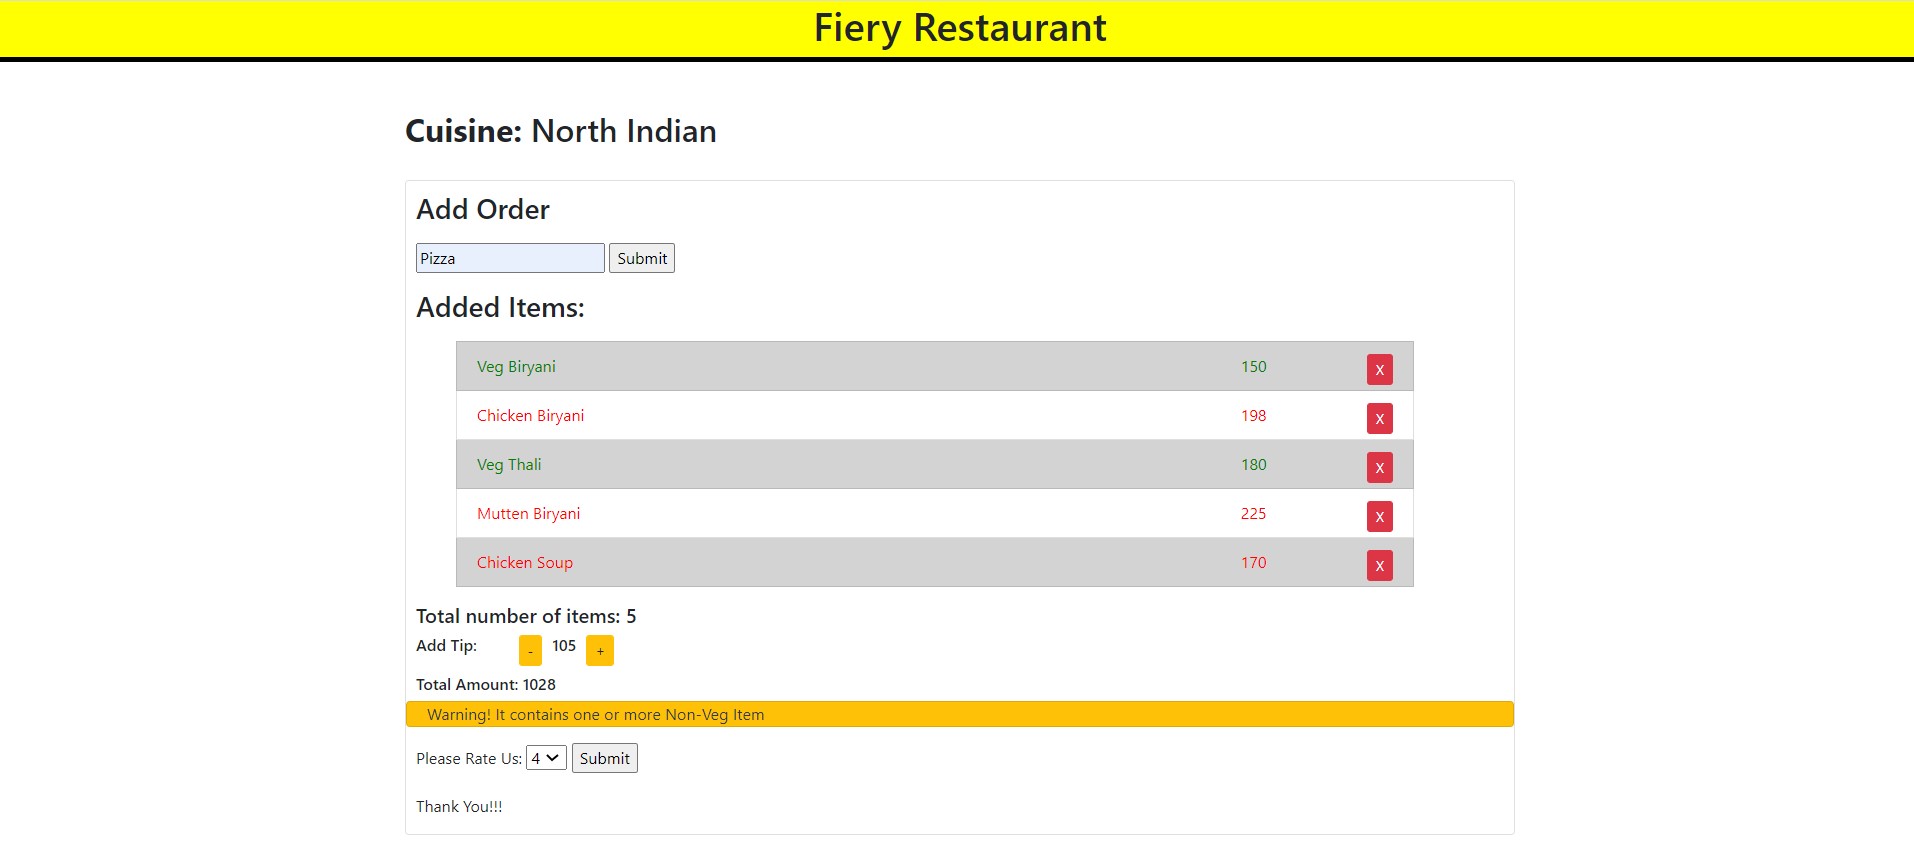 Fiery Restaurant
Cuisine: North Indian
Add Order
Pizza Submit
Added Items:
Veg Biryani 150 X
Chicken Biryani 198 X
Veg Thali 180 X
Mutten Biryani 225 X
Chicken Soup 170 X
Total number of items: 5
Add Tip: - 105 +
Total Amount: 1028
Warning! It contains one or more Non-Veg Item
Please Rate Us: 4 Submit
Thank You!!!